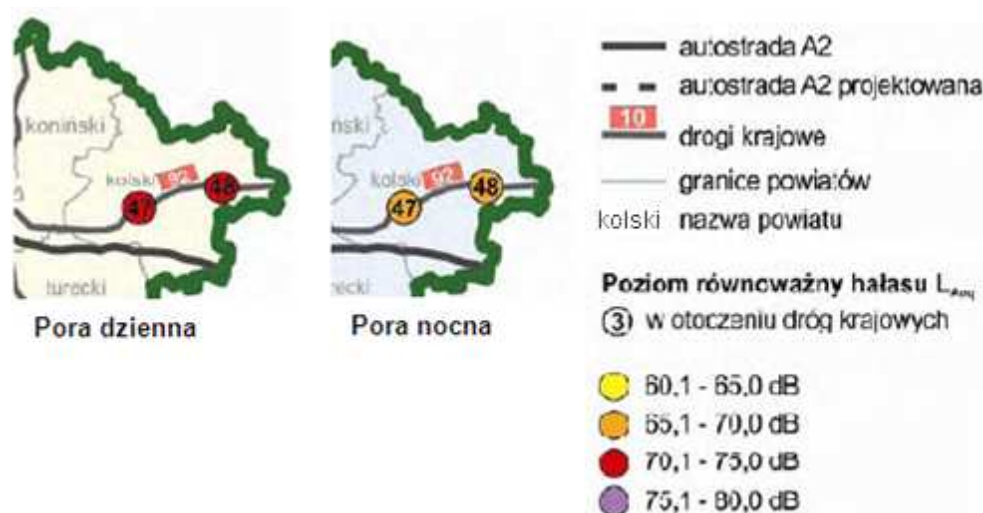 koniński
kolski
92
47
48
turecki
Pora dzienna
koniński
kolski
92
47
48
recki
Pora nocna
autostrada A2
autostrada A2 projektowana
10
drogi krajowe
granice powiatów
kolski nazwa powiatu
Poziom równoważny hałasu LAeq
3 w otoczeniu dróg krajowych
60,1 - 65,0 dB
65,1 - 70,0 dB
70,1 - 75,0 dB
75,1 - 80,0 dB